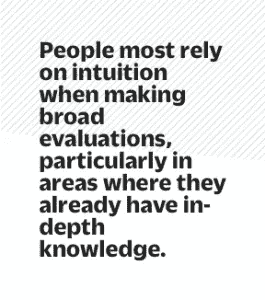 People most rely
on intuition
when making
broad
evaluations,
particularly in
areas where they
already have in-
depth
knowledge.